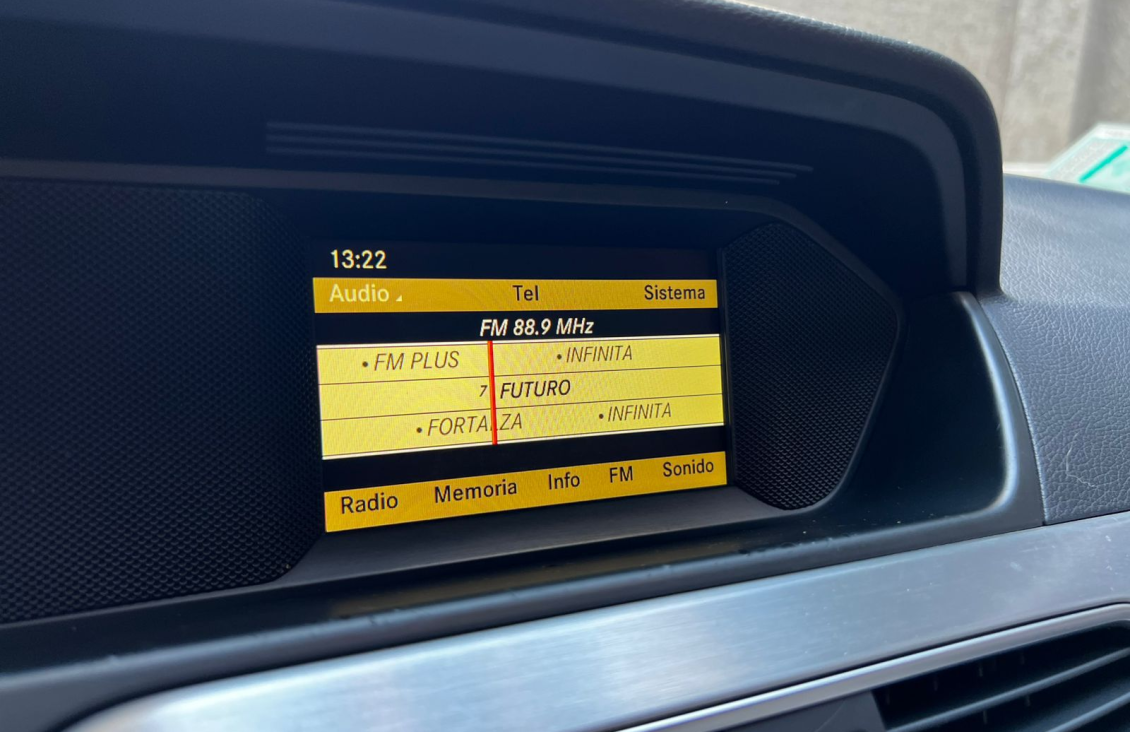 13:22
Audio Tel Sistema
FM 88.9 MHz
•FM PLUS •INFINITA
7 FUTURO
•FORTALZA •INFINITA
Radio Memoria Info FM Sonido